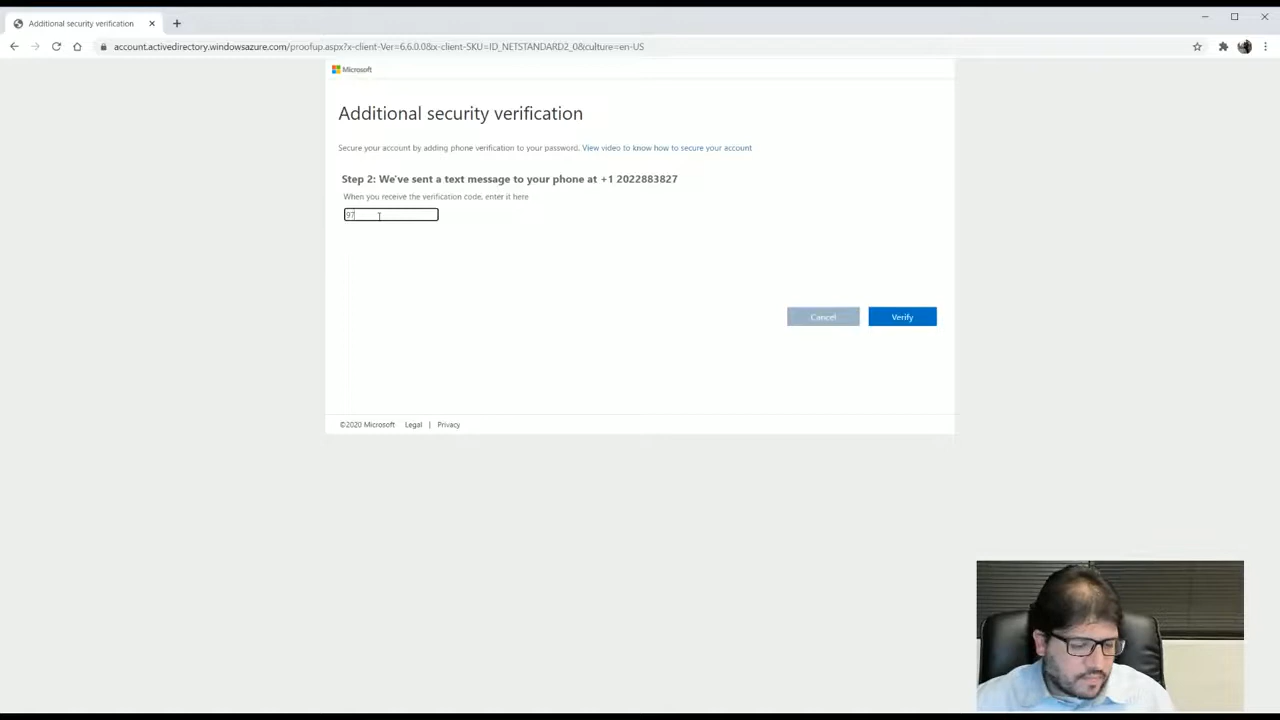 Additional security verification
account.activedirectory.windowsazure.com/proofup.aspx?x-client-Ver=6.6.0.0&x-client-SKU=ID_NETSTANDARD2_0&culture=en-US
Microsoft
Additional security verification
Secure your account by adding phone verification to your password. View video to know how to secure your account
Step 2: We've sent a text message to your phone at +1 2022883827
When you receive the verification code, enter it here
97
Cancel Verify
©2020 Microsoft Legal | Privacy